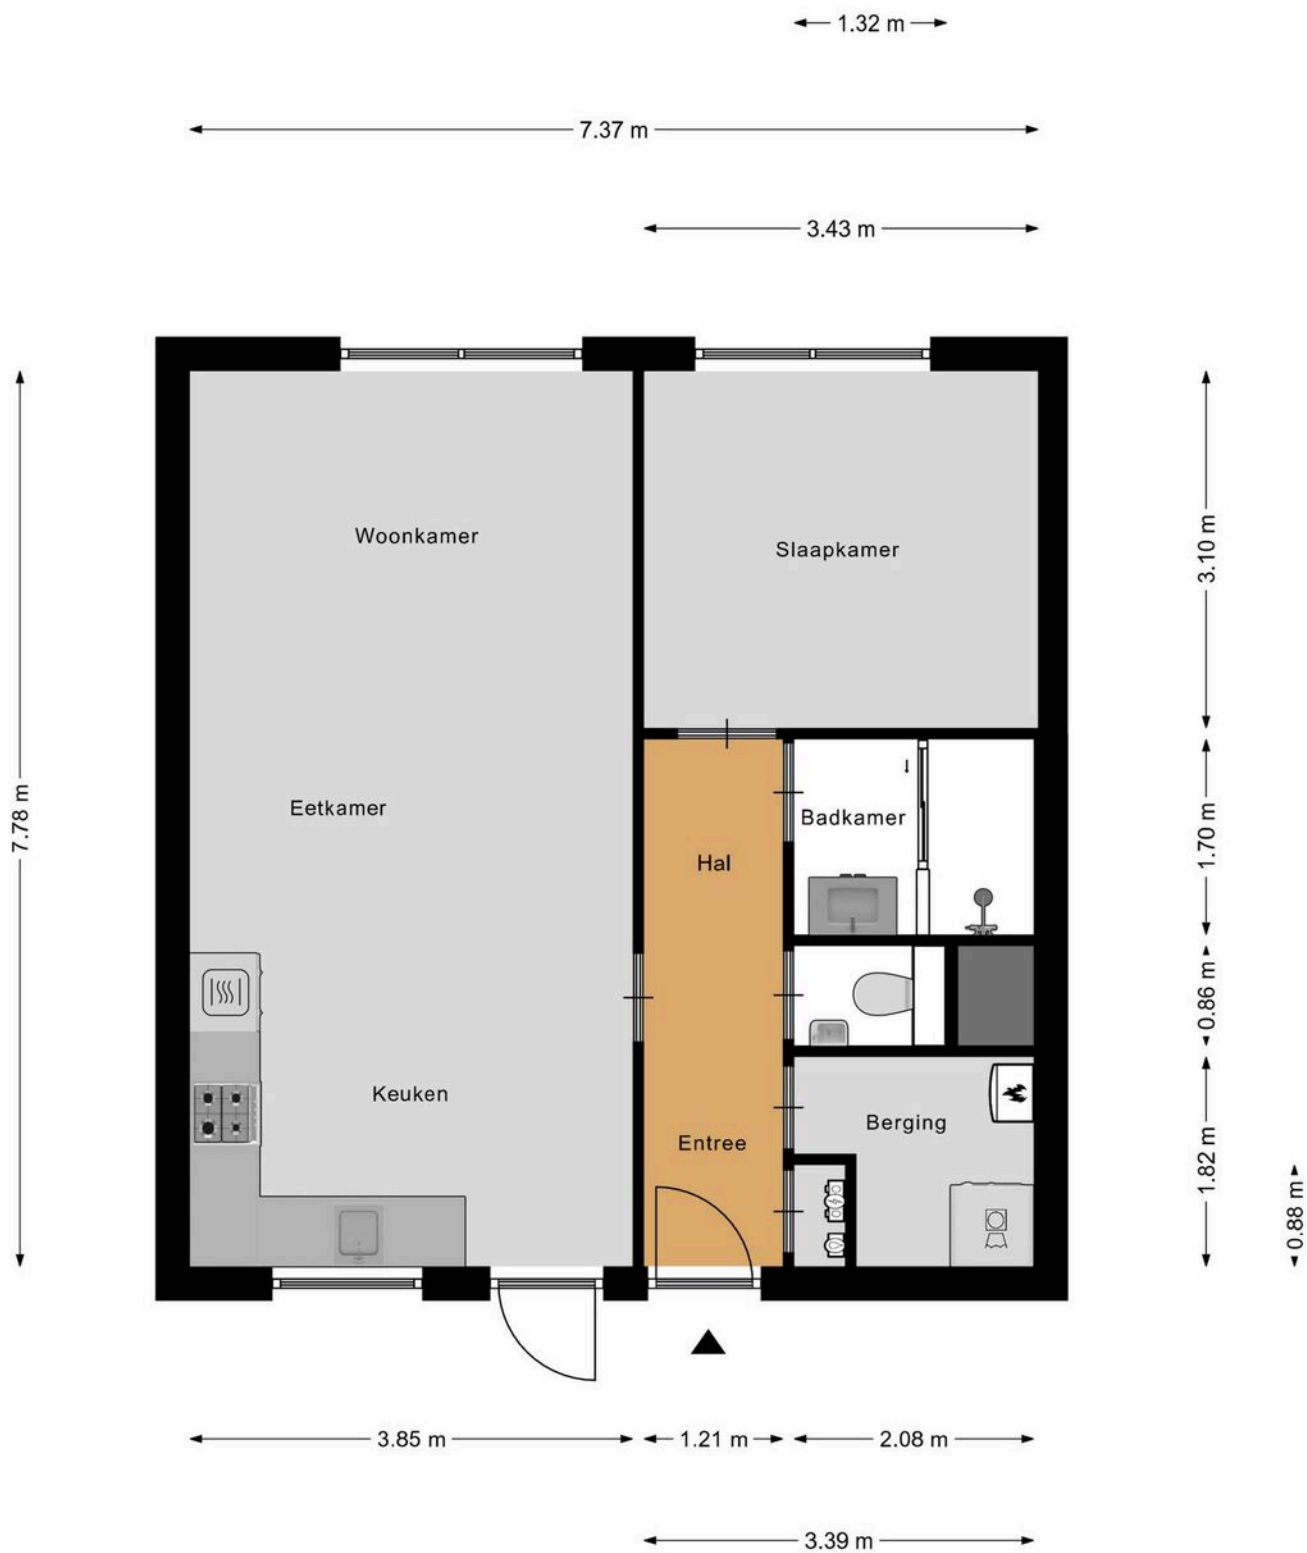 1.32 m
7.37 m
3.43 m
Woonkamer
Slaapkamer
3.10 m
7.78 m
Eetkamer
Badkamer
1.70 m
Hal
0.86 m
Keuken
Berging
Entree
1.82 m
0.88 m
3.85 m
1.21 m
2.08 m
3.39 m